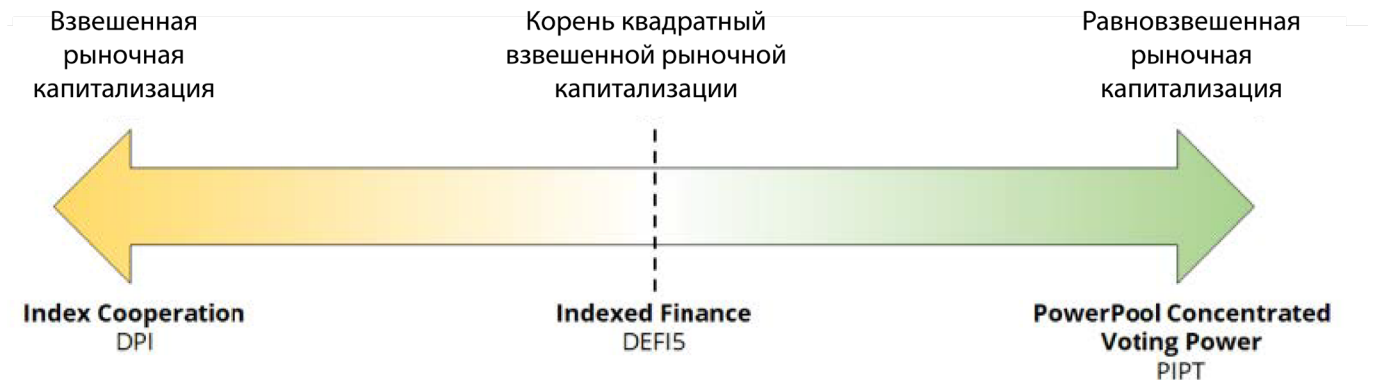 Взвешенная
рыночная
капитализация
Корень квадратный
взвешенной рыночной
капитализации
Равновзвешенная
рыночная
капитализация
Index Cooperation
DPI
Indexed Finance
DEFI5
PowerPool Concentrated
Voting Power
PIPT